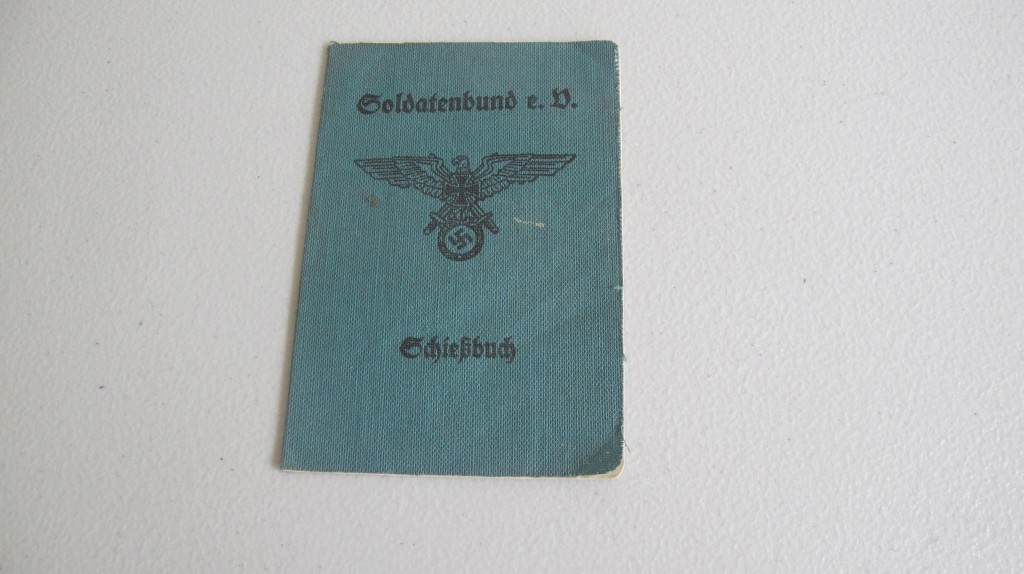 Soldatenbund e. V.
Schießbuch